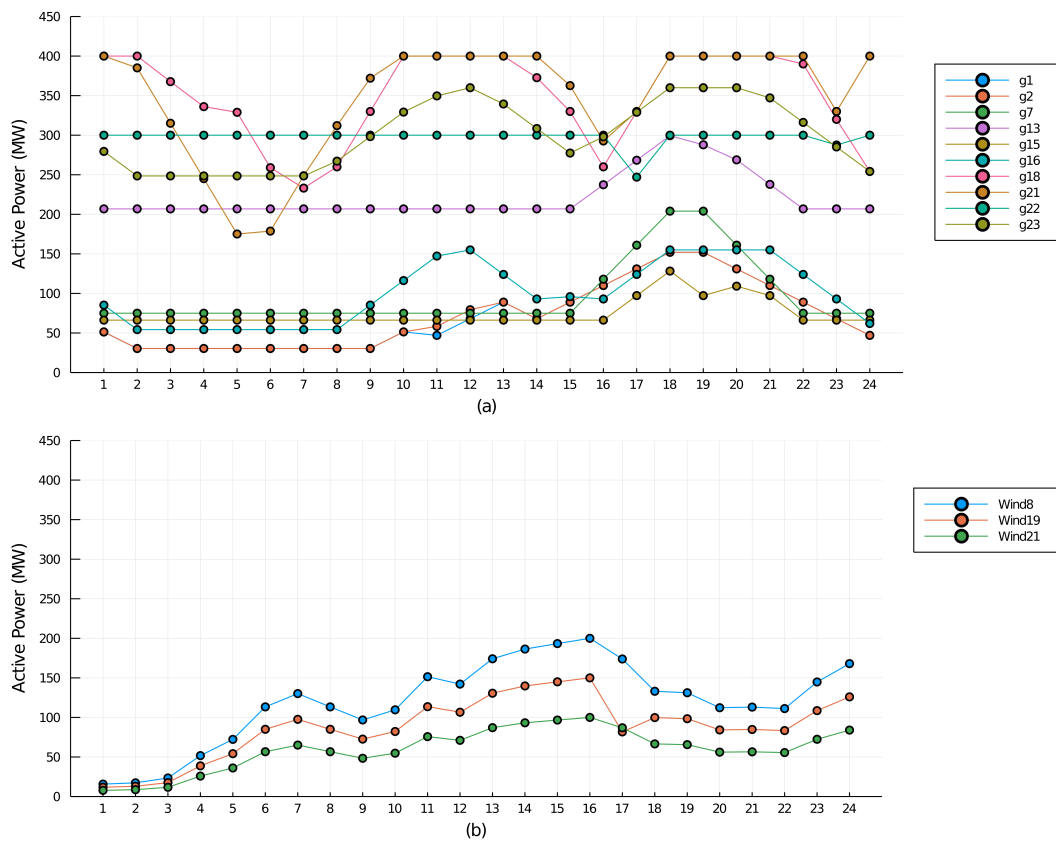 450
400
350
300
250
200
150
100
50
0
Active Power (MW)
1 2 3 4 5 6 7 8 9 10 11 12 13 14 15 16 17 18 19 20 21 22 23 24
(a)
g1
g2
g7
g13
g15
g16
g18
g21
g22
g23
450
400
350
300
250
200
150
100
50
0
Active Power (MW)
1 2 3 4 5 6 7 8 9 10 11 12 13 14 15 16 17 18 19 20 21 22 23 24
(b)
Wind8
Wind19
Wind21